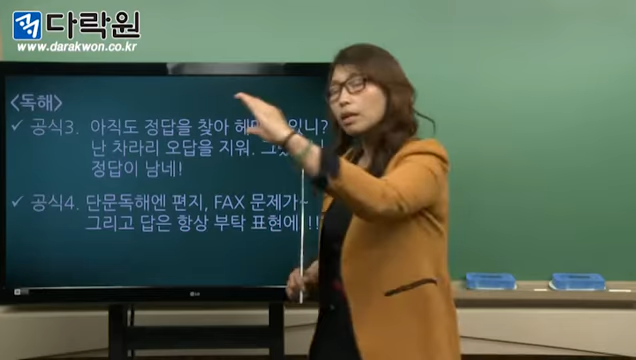 다락원
www.darakwon.co.kr
<독해>
✓ 공식3. 아직도 정답을 찾아 있니?
난 차라리 오답을 지워.
정답이 남네!
✓ 공식4. 단문독해엔 편지, FAX 문제가~
그리고 답은 항상 부탁 표현에 !!!
LG